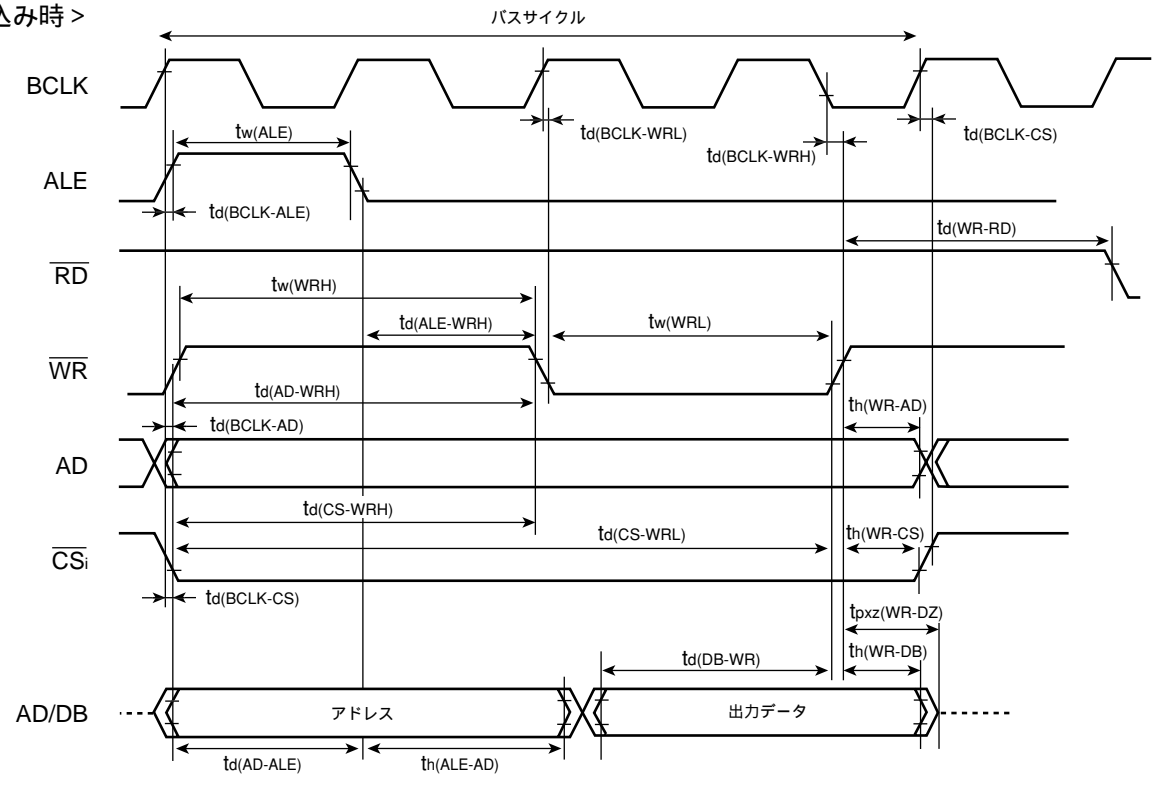 込み時 >
バスサイクル
BCLK
td(BCLK-WRL)
td(BCLK-CS)
tw(ALE)
td(BCLK-WRH)
ALE
td(BCLK-ALE)
td(WR-RD)
RD
tw(WRH)
td(ALE-WRH)
tw(WRL)
WR
td(AD-WRH)
th(WR-AD)
td(BCLK-AD)
AD
td(CS-WRH)
td(CS-WRL)
th(WR-CS)
CSi
td(BCLK-CS)
tpxz(WR-DZ)
td(DB-WR)
th(WR-DB)
AD/DB
アドレス
出力データ
td(AD-ALE)
th(ALE-AD)